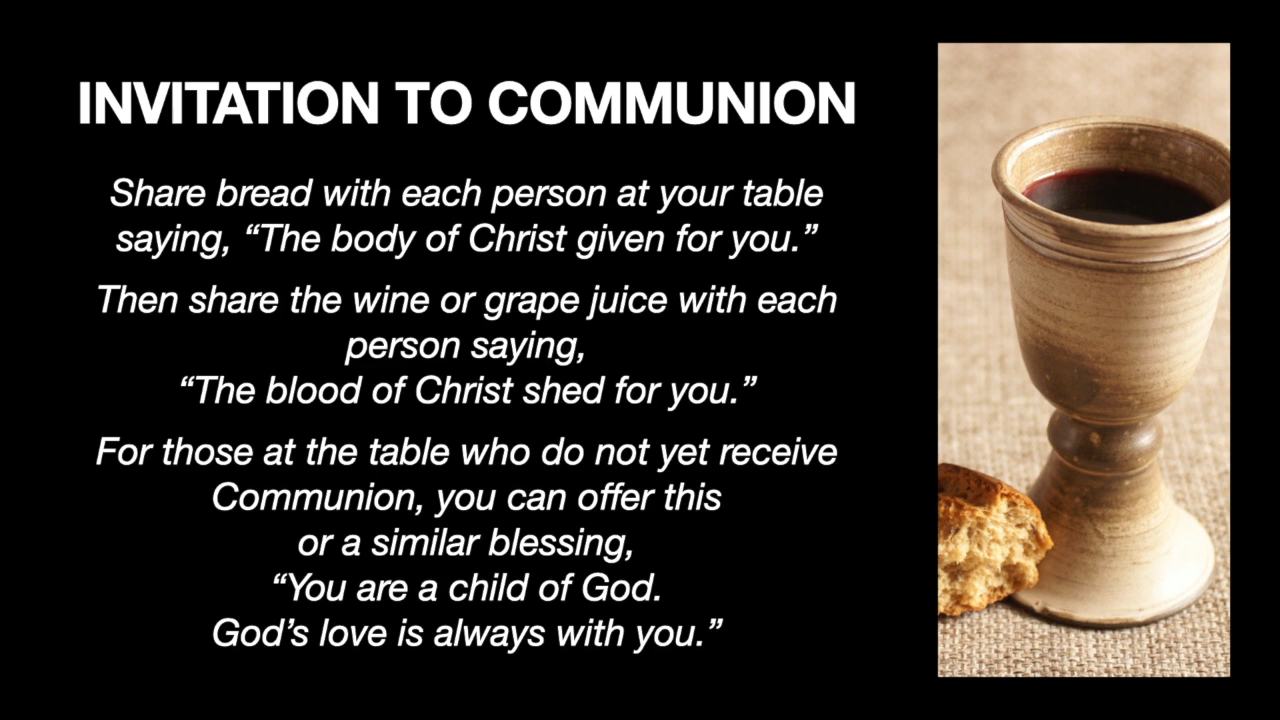 INVITATION TO COMMUNION
Share bread with each person at your table
saying, “The body of Christ given for you.”
Then share the wine or grape juice with each
person saying,
“The blood of Christ shed for you.”
For those at the table who do not yet receive
Communion, you can offer this
or a similar blessing,
“You are a child of God.
God’s love is always with you.”